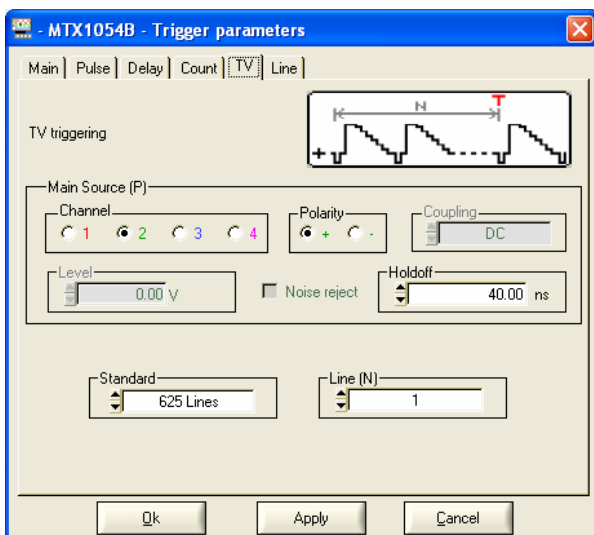 - MTX1054B - Trigger parameters
Main Pulse Delay Count TV Line
TV triggering
N T
+
Main Source (P)
Channel Polarity Coupling
1 2 3 4 + - DC
Level Holdoff
0.00 V Noise reject 40.00 ns
Standard Line (N)
625 Lines 1
Ok Apply Cancel